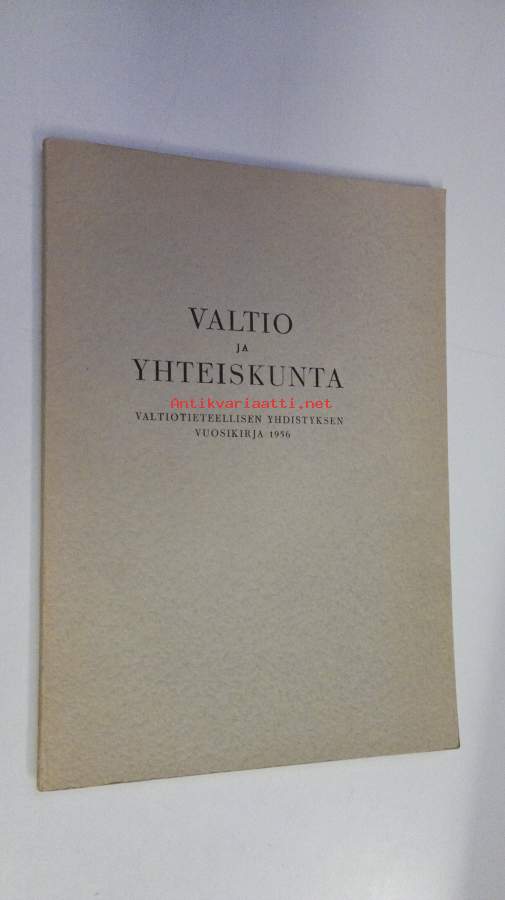 VALTIO
JA
YHTEISKUNTA
Antikvariaatti.net
VALTIOTIETEELLISEN YHDISTYKSEN
VUOSIKIRJA 1956